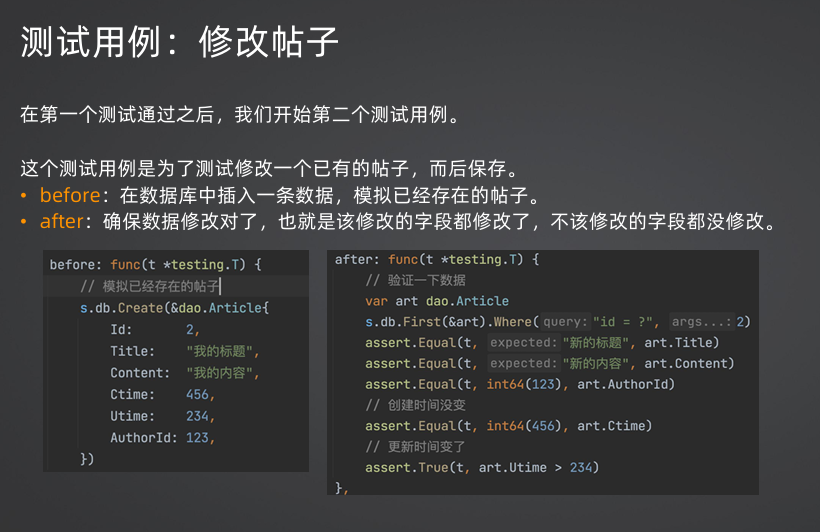 测试用例：修改帖子
在第一个测试通过之后，我们开始第二个测试用例。
这个测试用例是为了测试修改一个已有的帖子，而后保存。
• before：在数据库中插入一条数据，模拟已经存在的帖子。
• after：确保数据修改对了，也就是该修改的字段都修改了，不该修改的字段都没修改。
before: func(t *testing.T) {
// 模拟已经存在的帖子
s.db.Create(&dao.Article{
Id: 2,
Title: "我的标题",
Content: "我的内容",
Ctime: 456,
Utime: 234,
AuthorId: 123,
})
after: func(t *testing.T) {
// 验证一下数据
var art dao.Article
s.db.First(&art).Where( query: "id = ?", args...: 2)
assert.Equal(t, expected: "新的标题", art.Title)
assert.Equal(t, expected: "新的内容", art.Content)
assert.Equal(t, int64(123), art.AuthorId)
// 创建时间没变
assert.Equal(t, int64(456), art.Ctime)
// 更新时间变了
assert.True(t, art.Utime > 234)
},